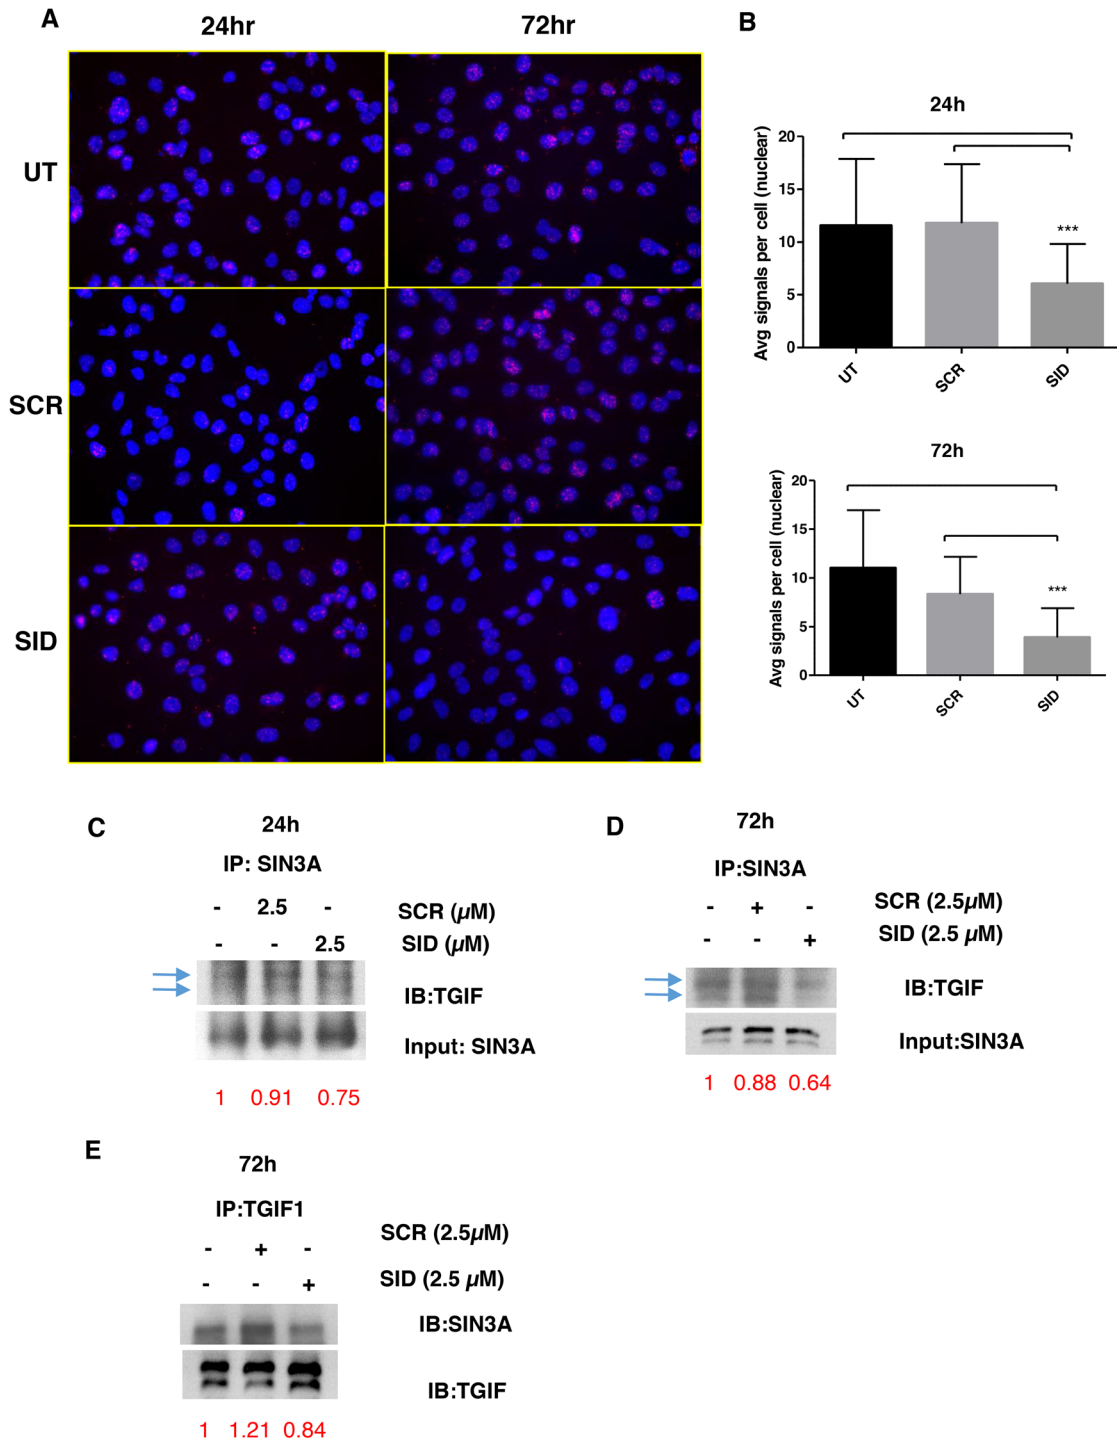 A
24hr
72hr
UT
SCR
SID
B
24h
Avg signals per cell (nuclear)
20
15
10
5
0
***
UT
SCR
SID
72h
Avg signals per cell (nuclear)
20
15
10
5
0
***
UT
SCR
SID
C
24h
IP: SIN3A
- 2.5 - SCR (µM)
- - 2.5 SID (µM)
IB:TGIF
Input: SIN3A
1 0.91 0.75
D
72h
IP:SIN3A
- + - SCR (2.5µM)
- - + SID (2.5 µM)
IB:TGIF
Input:SIN3A
1 0.88 0.64
E
72h
IP:TGIF1
- + - SCR (2.5µM)
- - + SID (2.5 µM)
IB:SIN3A
IB:TGIF
1 1.21 0.84